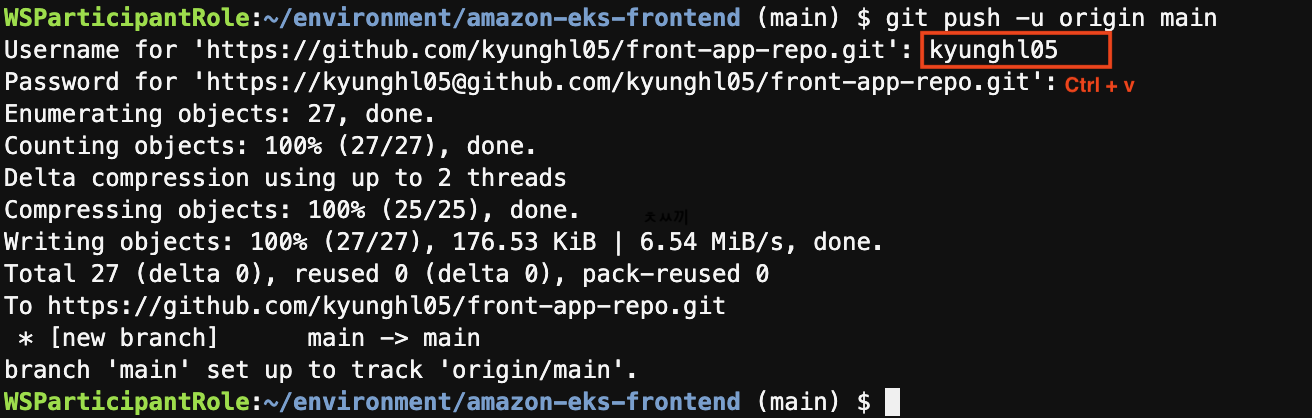 WSParticipantRole:~/environment/amazon-eks-frontend (main) $ git push -u origin main
Username for 'https://github.com/kyunghl05/front-app-repo.git': kyunghl05
Password for 'https://kyunghl05@github.com/kyunghl05/front-app-repo.git': Ctrl + v
Enumerating objects: 27, done.
Counting objects: 100% (27/27), done.
Delta compression using up to 2 threads
Compressing objects: 100% (25/25), done.
Writing objects: 100% (27/27), 176.53 KiB | 6.54 MiB/s, done.
Total 27 (delta 0), reused 0 (delta 0), pack-reused 0
To https://github.com/kyunghl05/front-app-repo.git
 * [new branch]      main -> main
branch 'main' set up to track 'origin/main'.
WSParticipantRole:~/environment/amazon-eks-frontend (main) $